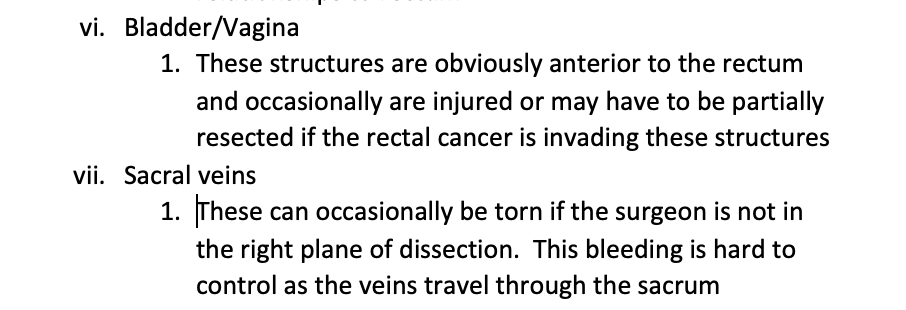 vi. Bladder/Vagina
1. These structures are obviously anterior to the rectum
and occasionally are injured or may have to be partially
resected if the rectal cancer is invading these structures
vii. Sacral veins
1. These can occasionally be torn if the surgeon is not in
the right plane of dissection.  This bleeding is hard to
control as the veins travel through the sacrum